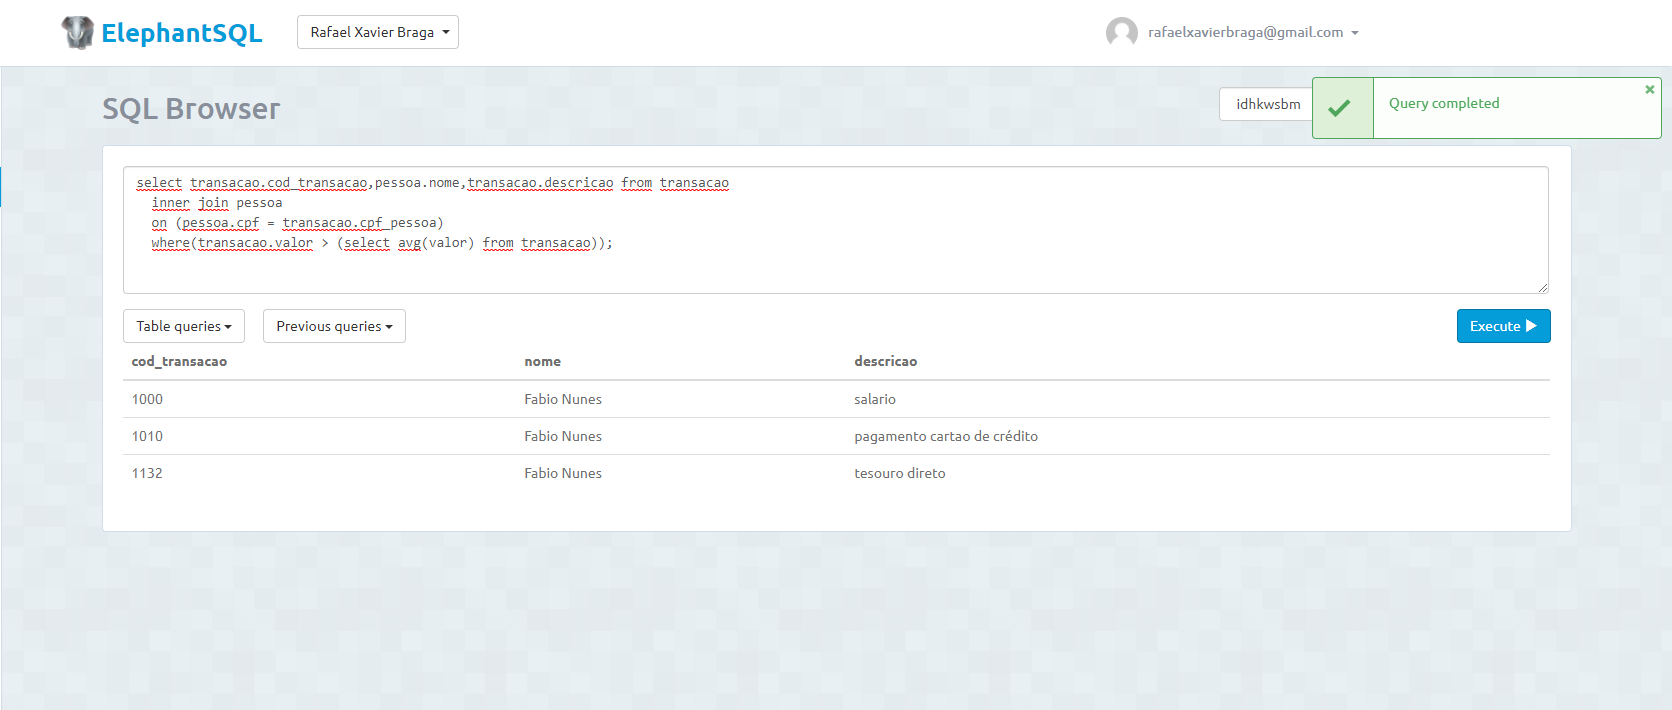 ElephantSQL
Rafael Xavier Braga
rafaelxavierbraga@gmail.com
SQL Browser
idhkwsbm
Query completed
select transacao.cod_transacao,pessoa.nome,transacao.descricao from transacao
inner join pessoa
on (pessoa.cpf = transacao.cpf_pessoa)
where(transacao.valor > (select avg(valor) from transacao));
Table queries
Previous queries
Execute
cod_transacao nome descricao
1000 Fabio Nunes salario
1010 Fabio Nunes pagamento cartao de crédito
1132 Fabio Nunes tesouro direto